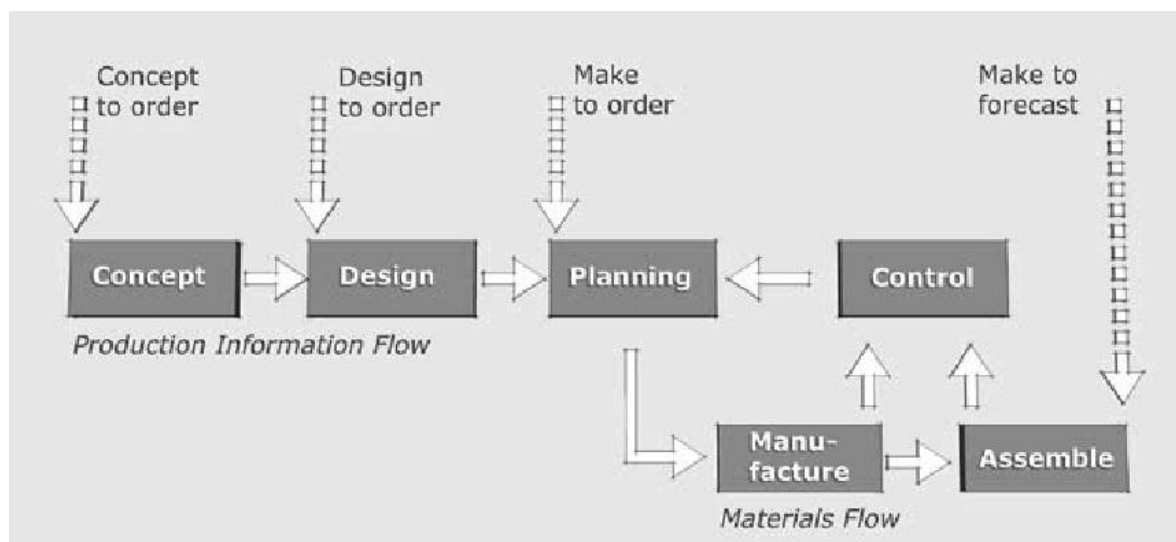 Concept
to order
Design
to order
Make
to order
Make to
forecast
Concept
Design
Planning
Control
Production Information Flow
Manu-
facture
Assemble
Materials Flow